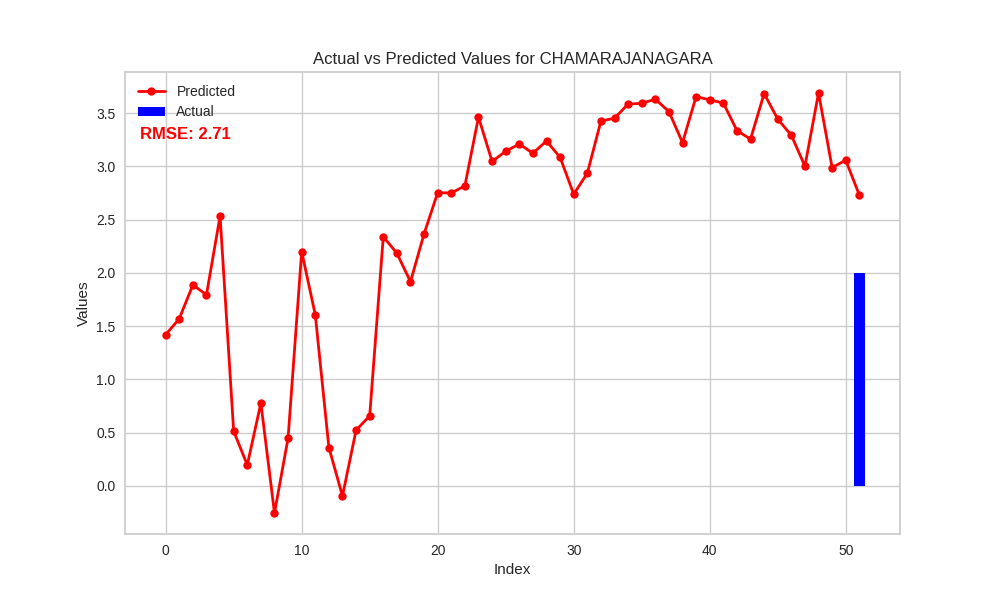 Actual vs Predicted Values for CHAMARAJANAGARA
Predicted
Actual
RMSE: 2.71
3.5
3.0
2.5
2.0
1.5
1.0
0.5
0.0
Values
0 10 20 30 40 50
Index